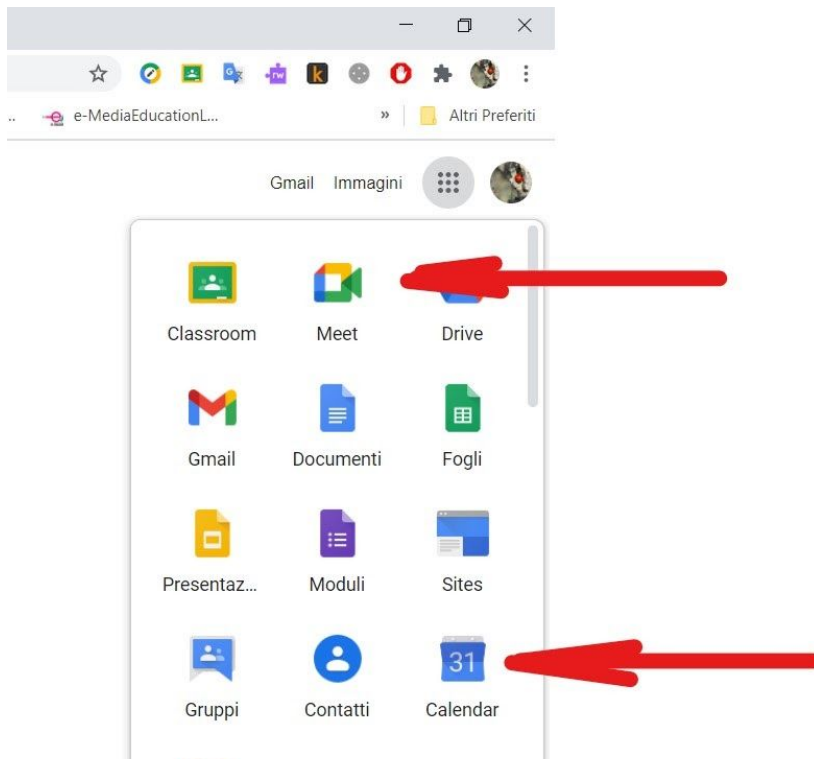 .. e-MediaEducationL... » Altri Preferiti
Gmail Immagini
Classroom Meet Drive
Gmail Documenti Fogli
Presentaz... Moduli Sites
31
Gruppi Contatti Calendar